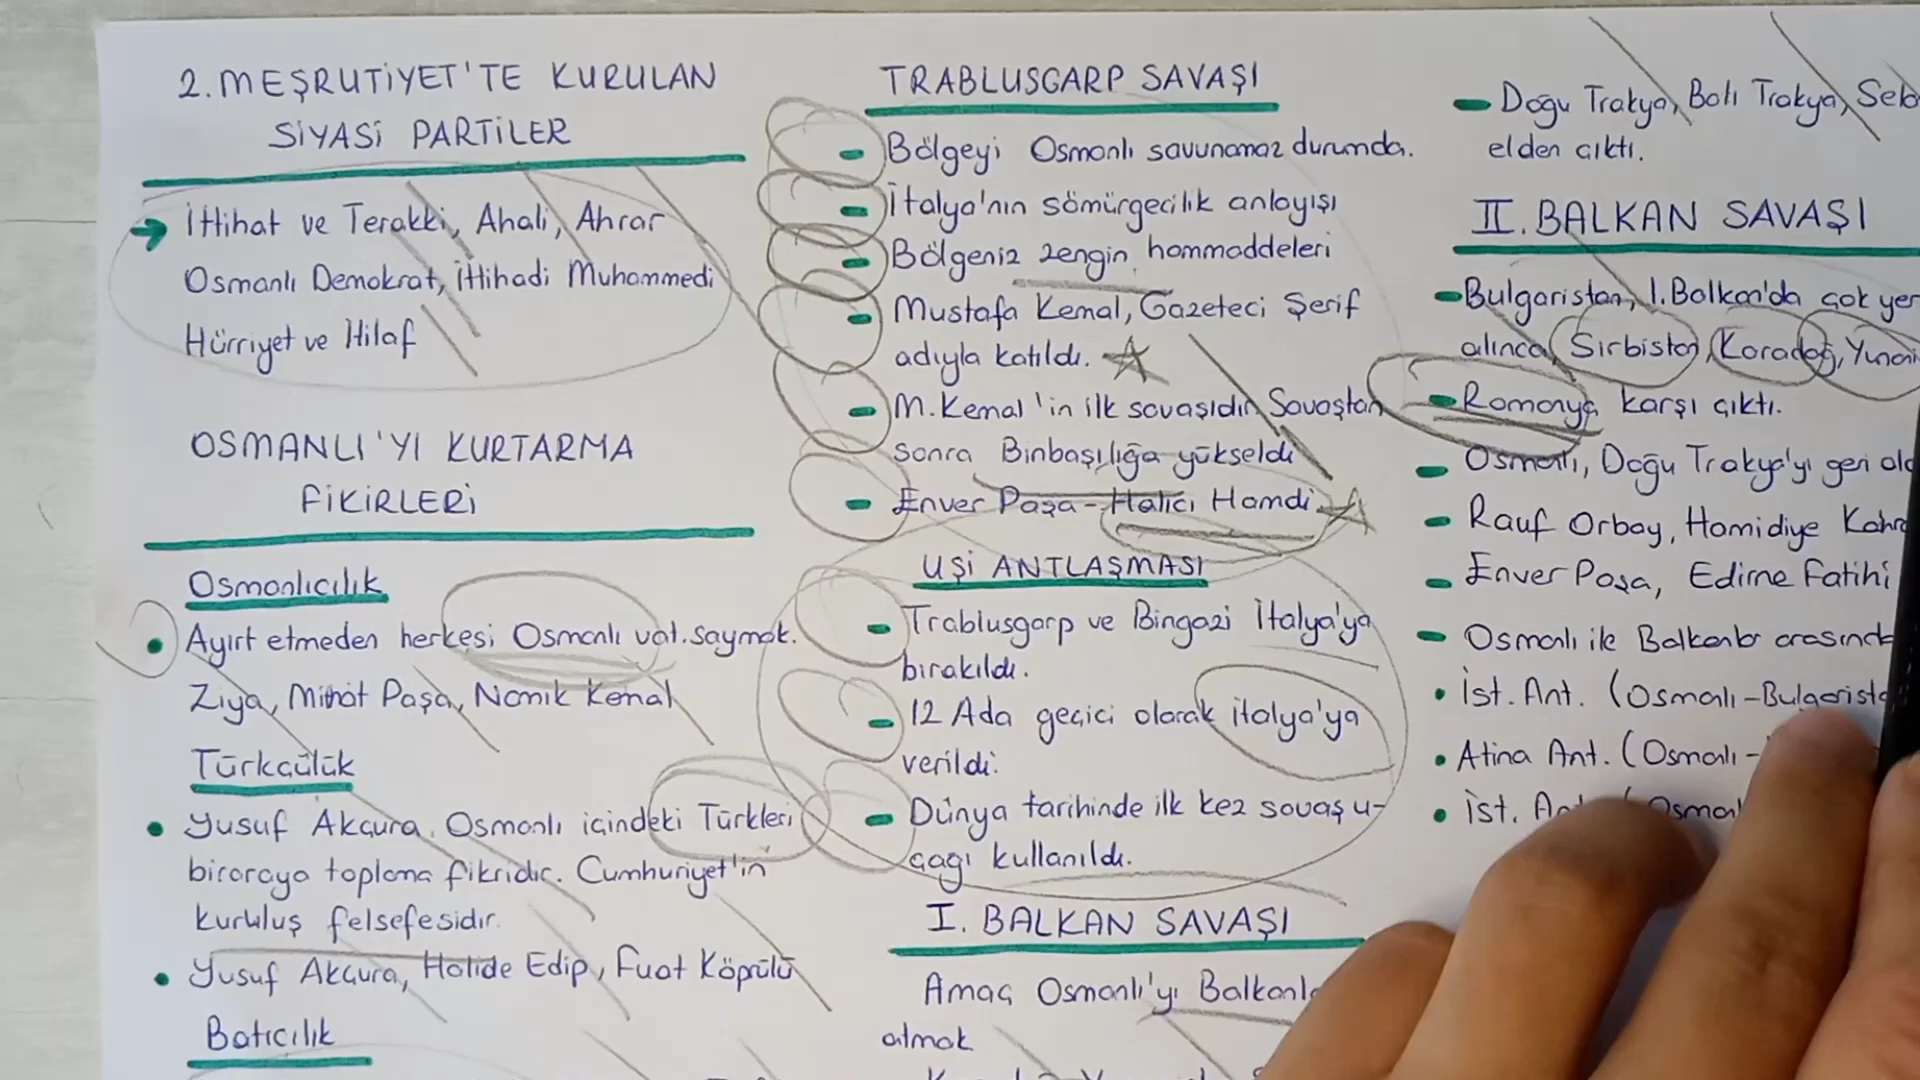 2. MEŞRUTİYET'TE KURULAN
SİYASİ PARTİLER
İttihat ve Terakki, Ahali, Ahrar
Osmanlı Demokrat, İttihadi Muhammedi
Hürriyet ve Hilaf
OSMANLI'YI KURTARMA
FİKİRLERİ
Osmanlıcılık
Ayırt etmeden herkesi Osmanlı vat. saymak.
Ziya, Mithat Paşa, Namık Kemal
Türkçülük
Yusuf Akçura. Osmanlı içindeki Türkleri
biraraya toplama fikridir. Cumhuriyet'in
kuruluş felsefesidir.
Yusuf Akçura, Halide Edip, Fuat Köprülü
Batıcılık
TRABLUSGARP SAVAŞI
Bölgeyi Osmanlı savunamaz durumda.
İtalya'nın sömürgecilik anlayışı
Bölgeniz zengin hammaddeleri
Mustafa Kemal, Gazeteci Şerif
adıyla katıldı.
M. Kemal'in ilk savaşıdır. Savaştan
sonra Binbaşılığa yükseldi
Enver Paşa - Halıcı Hamdi
UŞİ ANTLAŞMASI
Trablusgarp ve Bingazi İtalya'ya
bırakıldı.
12 Ada geçici olarak italya'ya
verildi.
Dünya tarihinde ilk kez savaş u-
çağı kullanıldı.
I. BALKAN SAVAŞI
Amaç Osmanlı'yı
atmak
Doğu Trakya, Batı Trakya,
elden çıktı.
II. BALKAN SAVAŞI
Bulgaristan, 1. Balkan'da çok yer
alınca Sırbistan, Karadağ,
Romanya karşı çıktı.
Osmanlı, Doğu Trakya'yı geri
Rauf Orbay, Hamidiye
Enver Paşa, Edirne Fatihi
Osmanlı ile Balkanlar
İst. Ant. (Osmanlı -
Atina Ant. (Osmanlı -
İst.